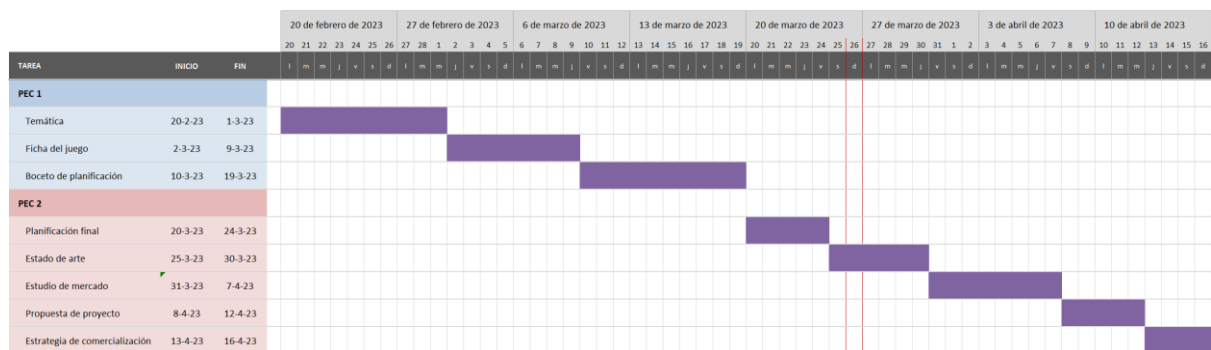 20 de febrero de 2023 27 de febrero de 2023 6 de marzo de 2023 13 de marzo de 2023 20 de marzo de 2023 27 de marzo de 2023 3 de abril de 2023 10 de abril de 2023
20 21 22 23 24 25 26 27 28 1 2 3 4 5 6 7 8 9 10 11 12 13 14 15 16 17 18 19 20 21 22 23 24 25 26 27 28 29 30 31 1 2 3 4 5 6 7 8 9 10 11 12 13 14 15 16
TAREA INICIO FIN l m m j v s d l m m j v s d l m m j v s d l m m j v s d l m m j v s d l m m j v s d l m m j v s d l m m j v s d
PEC 1
Temática 20-2-23 1-3-23
Ficha del juego 2-3-23 9-3-23
Boceto de planificación 10-3-23 19-3-23
PEC 2
Planificación final 20-3-23 24-3-23
Estado de arte 25-3-23 30-3-23
Estudio de mercado 31-3-23 7-4-23
Propuesta de proyecto 8-4-23 12-4-23
Estrategia de comercialización 13-4-23 16-4-23